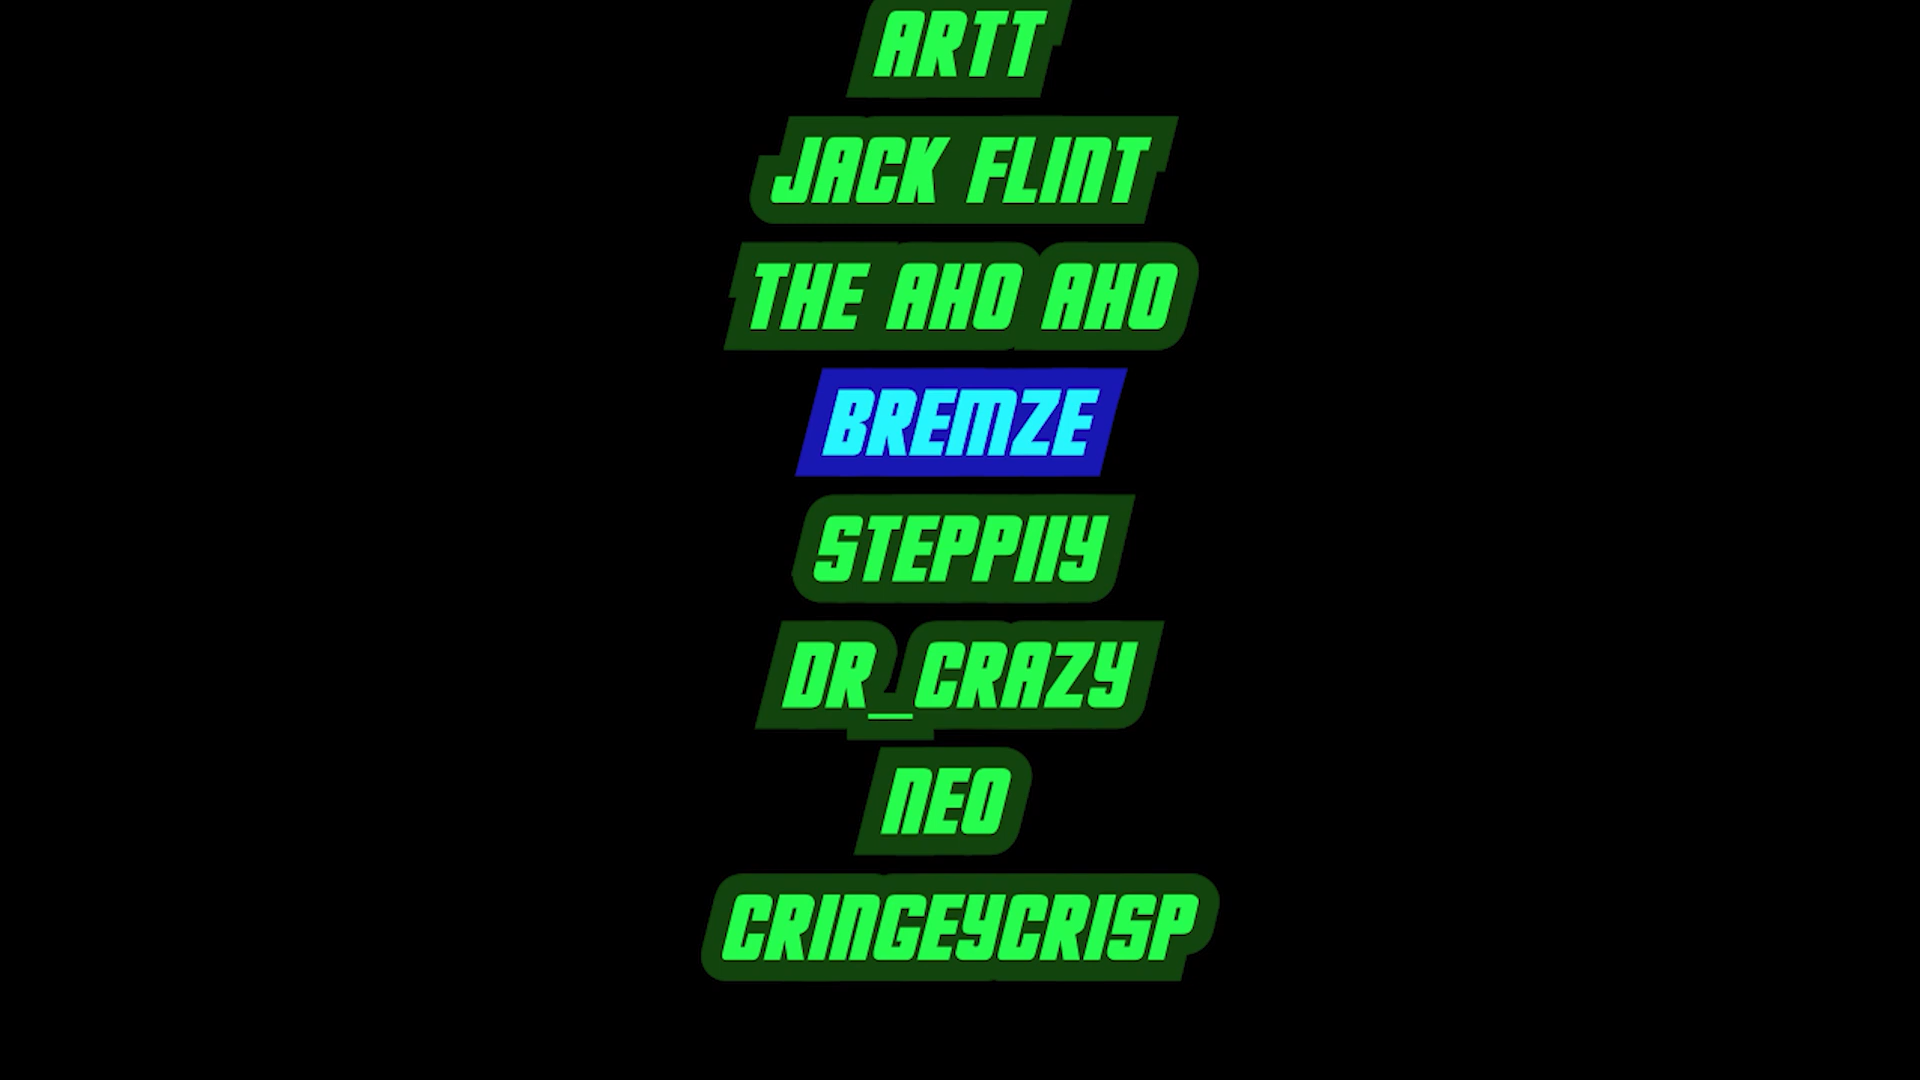 ARTT
JACK FLINT
THE AHO AHO
BREMZE
STEPPIIY
DR_CRAZY
NEO
CRINGEYCRISP